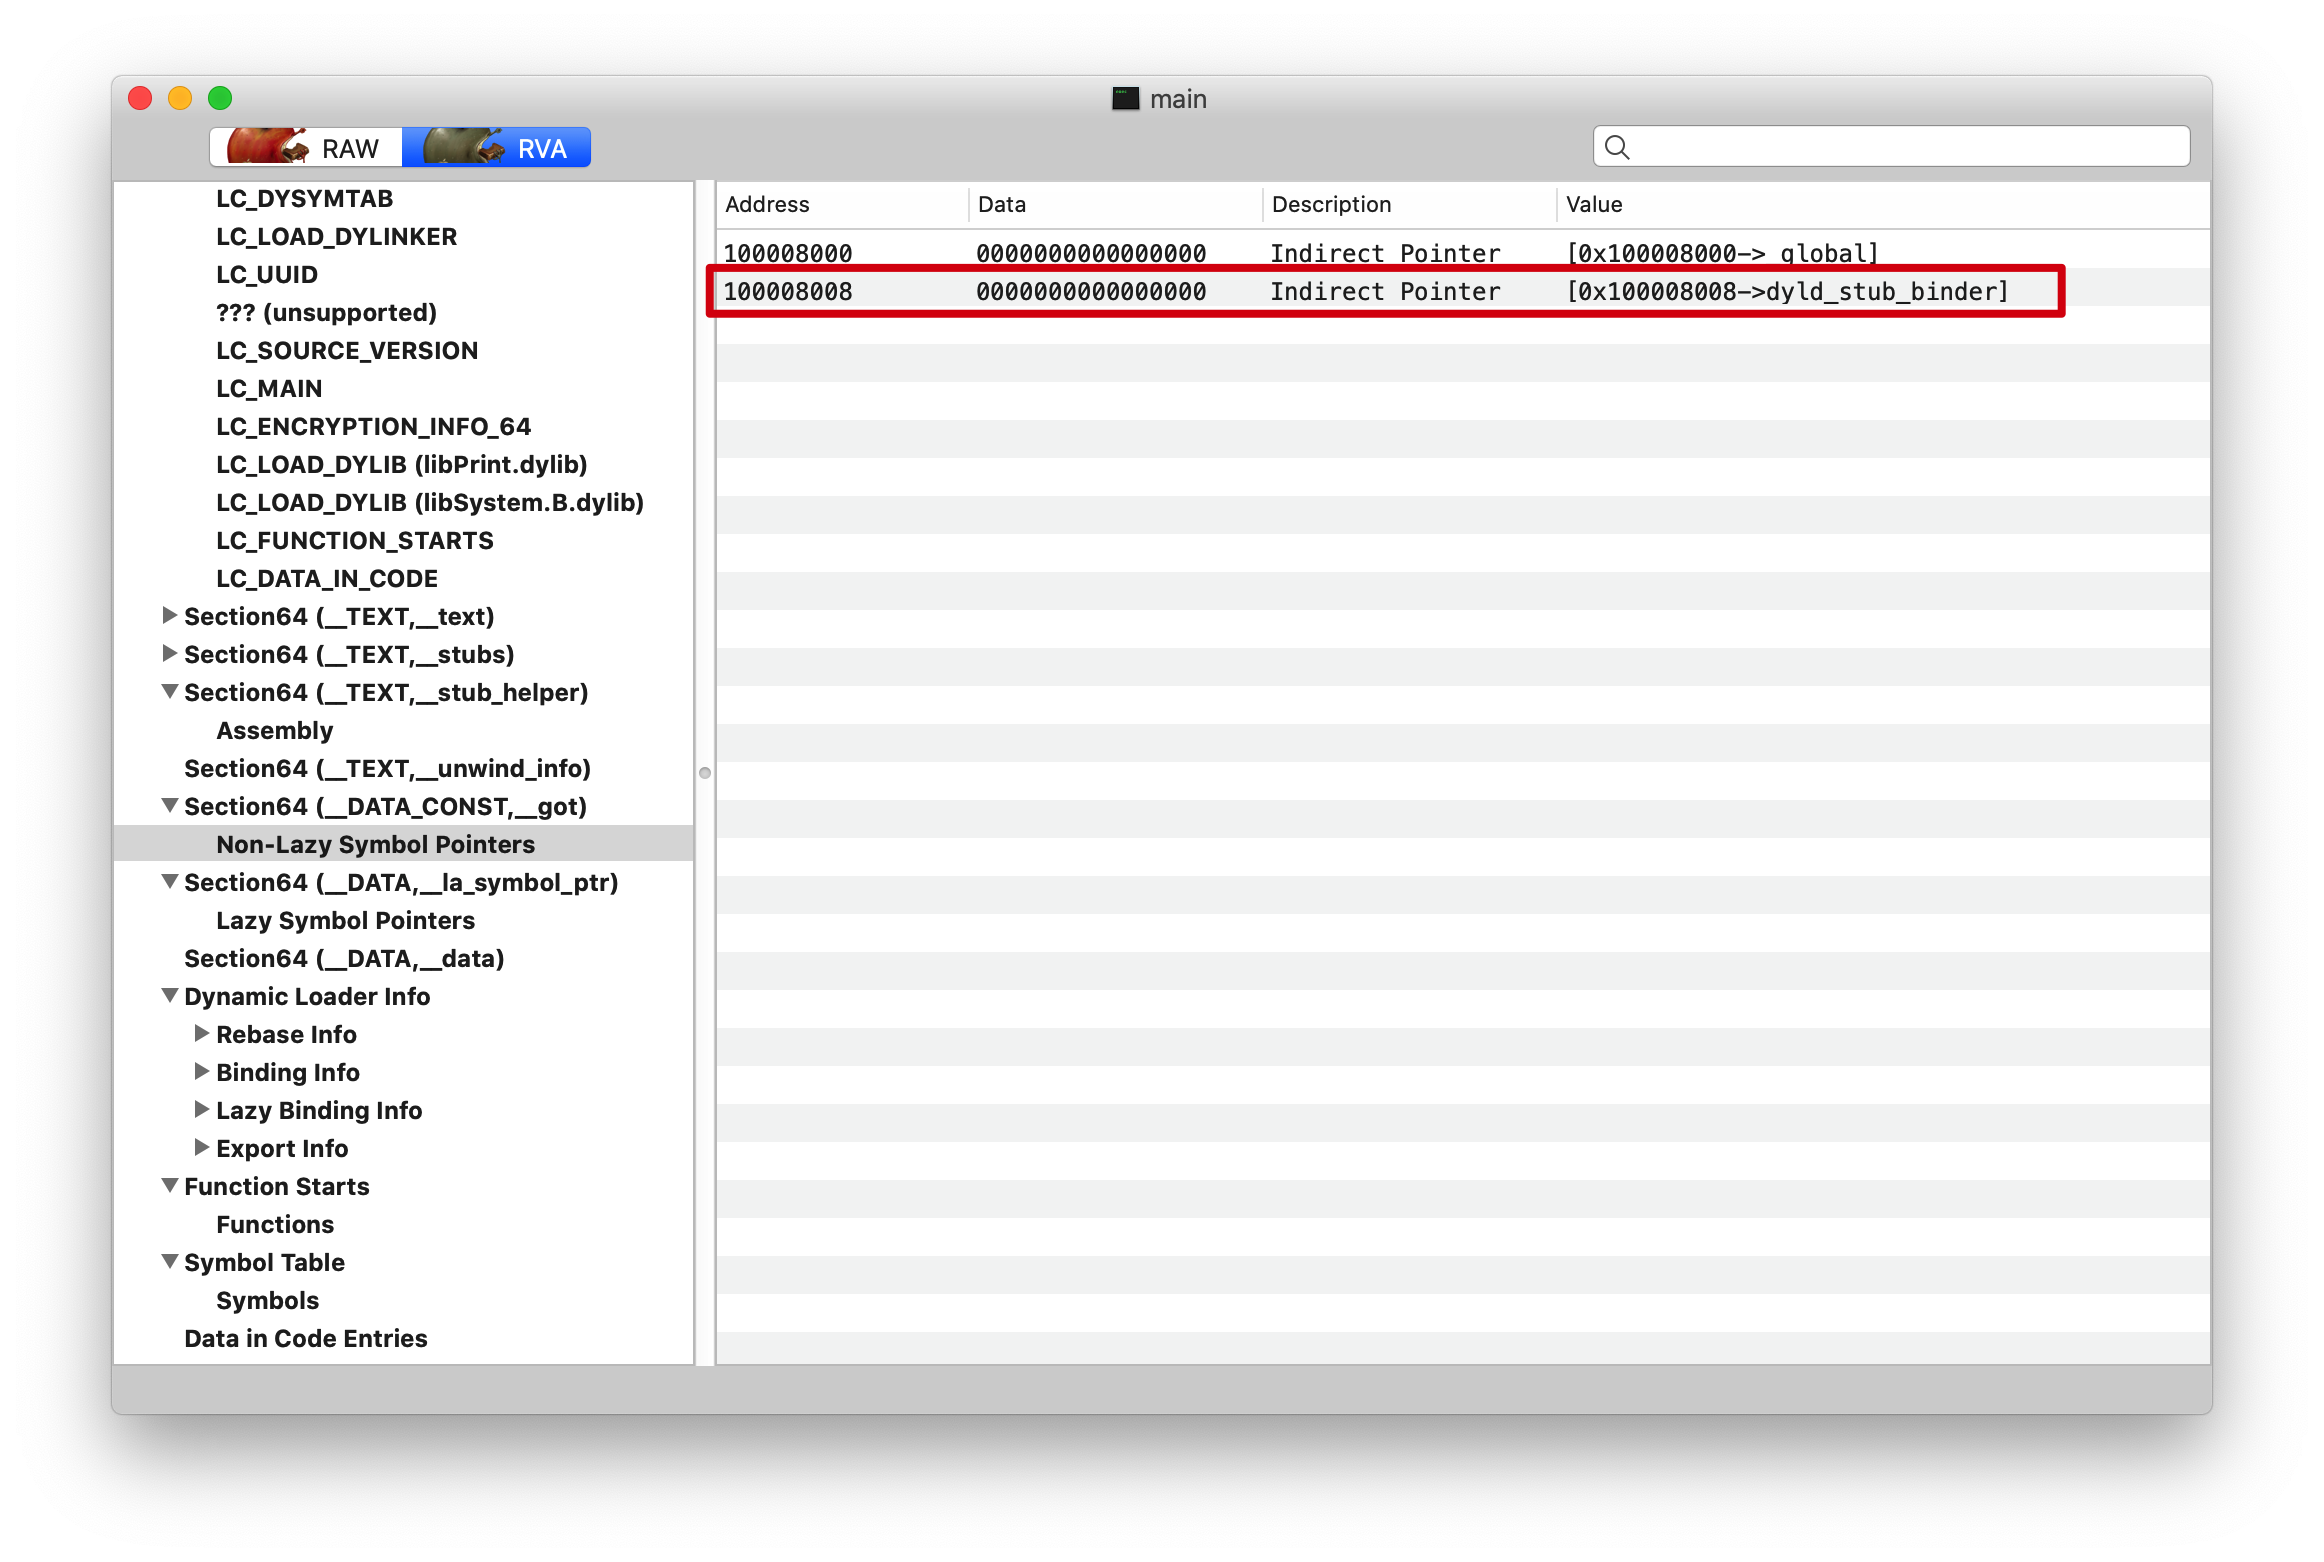 main
RAW
RVA
LC_DYSYMTAB
LC_LOAD_DYLINKER
LC_UUID
??? (unsupported)
LC_SOURCE_VERSION
LC_MAIN
LC_ENCRYPTION_INFO_64
LC_LOAD_DYLIB (libPrint.dylib)
LC_LOAD_DYLIB (libSystem.B.dylib)
LC_FUNCTION_STARTS
LC_DATA_IN_CODE
Section64 (__TEXT,__text)
Section64 (__TEXT,__stubs)
Section64 (__TEXT,__stub_helper)
Assembly
Section64 (__TEXT,__unwind_info)
Section64 (__DATA_CONST,__got)
Non-Lazy Symbol Pointers
Section64 (__DATA,__la_symbol_ptr)
Lazy Symbol Pointers
Section64 (__DATA,__data)
Dynamic Loader Info
Rebase Info
Binding Info
Lazy Binding Info
Export Info
Function Starts
Functions
Symbol Table
Symbols
Data in Code Entries
Address Data Description Value
100008000 0000000000000000 Indirect Pointer [0x100008000-> global]
100008008 0000000000000000 Indirect Pointer [0x100008008->dyld_stub_binder]